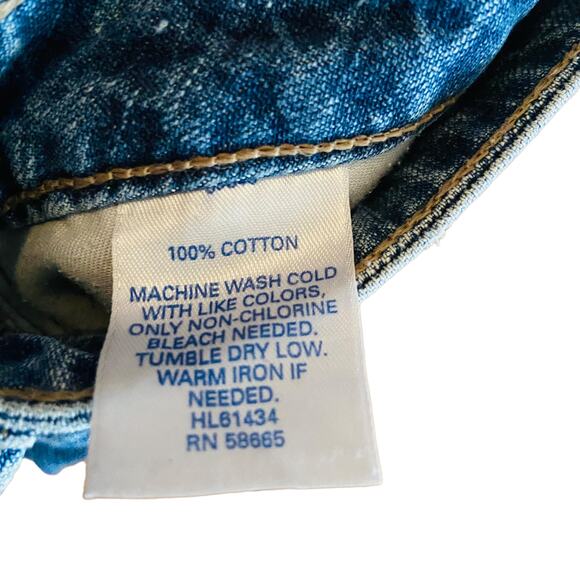 100% COTTON
MACHINE WASH COLD
WITH LIKE COLORS,
ONLY NON-CHLORINE
BLEACH NEEDED.
TUMBLE DRY LOW.
WARM IRON IF
NEEDED.
HL61434
RN 58665